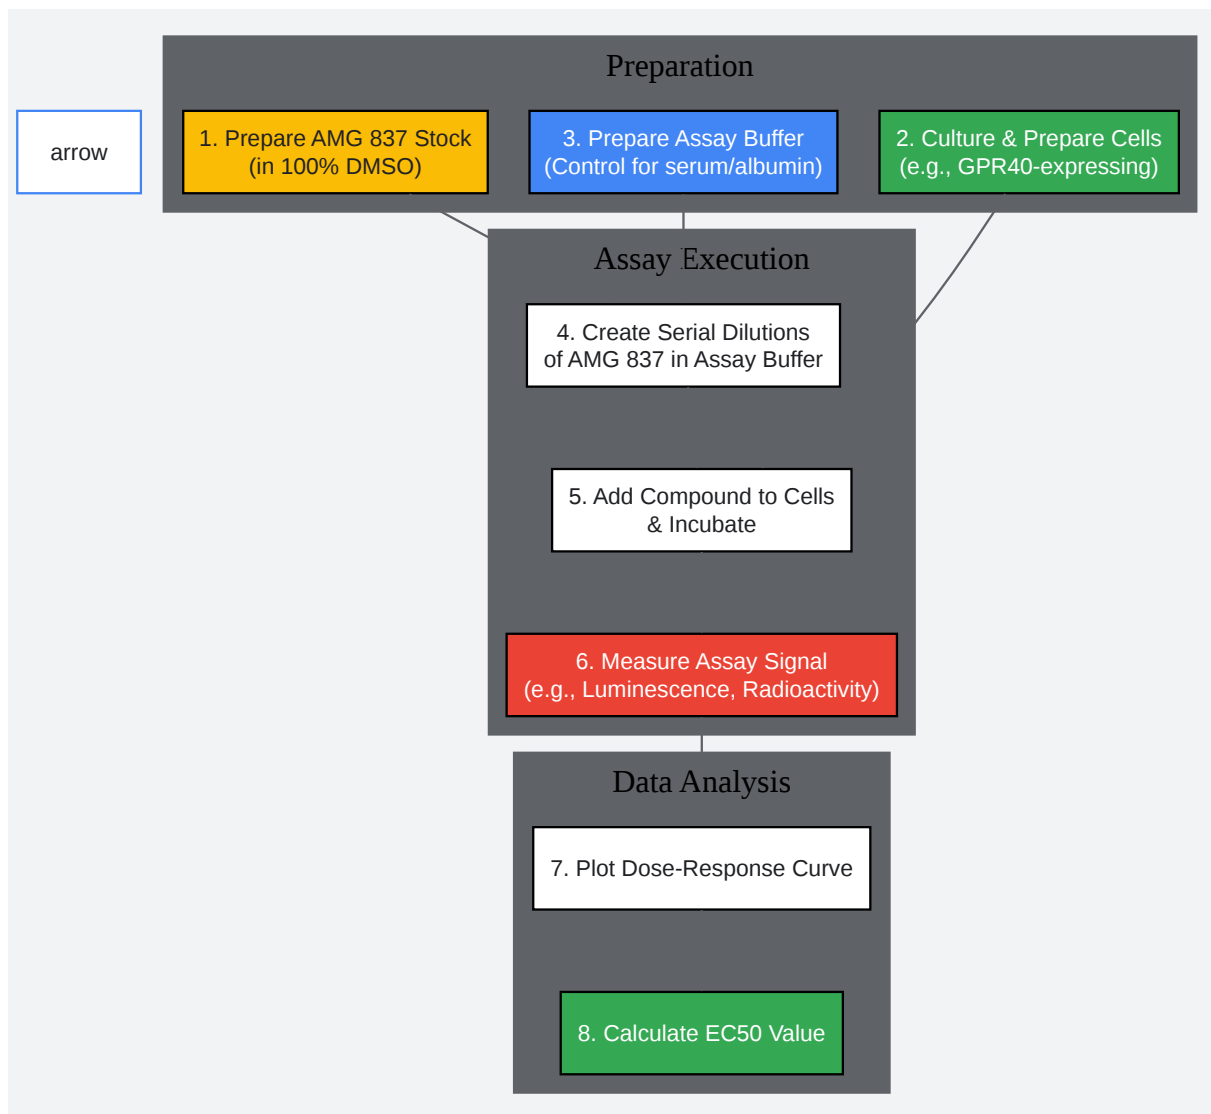 Preparation
arrow
1. Prepare AMG 837 Stock
(in 100% DMSO)
3. Prepare Assay Buffer
(Control for serum/albumin)
2. Culture & Prepare Cells
(e.g., GPR40-expressing)
Assay Execution
4. Create Serial Dilutions
of AMG 837 in Assay Buffer
5. Add Compound to Cells
& Incubate
6. Measure Assay Signal
(e.g., Luminescence, Radioactivity)
Data Analysis
7. Plot Dose-Response Curve
8. Calculate EC50 Value